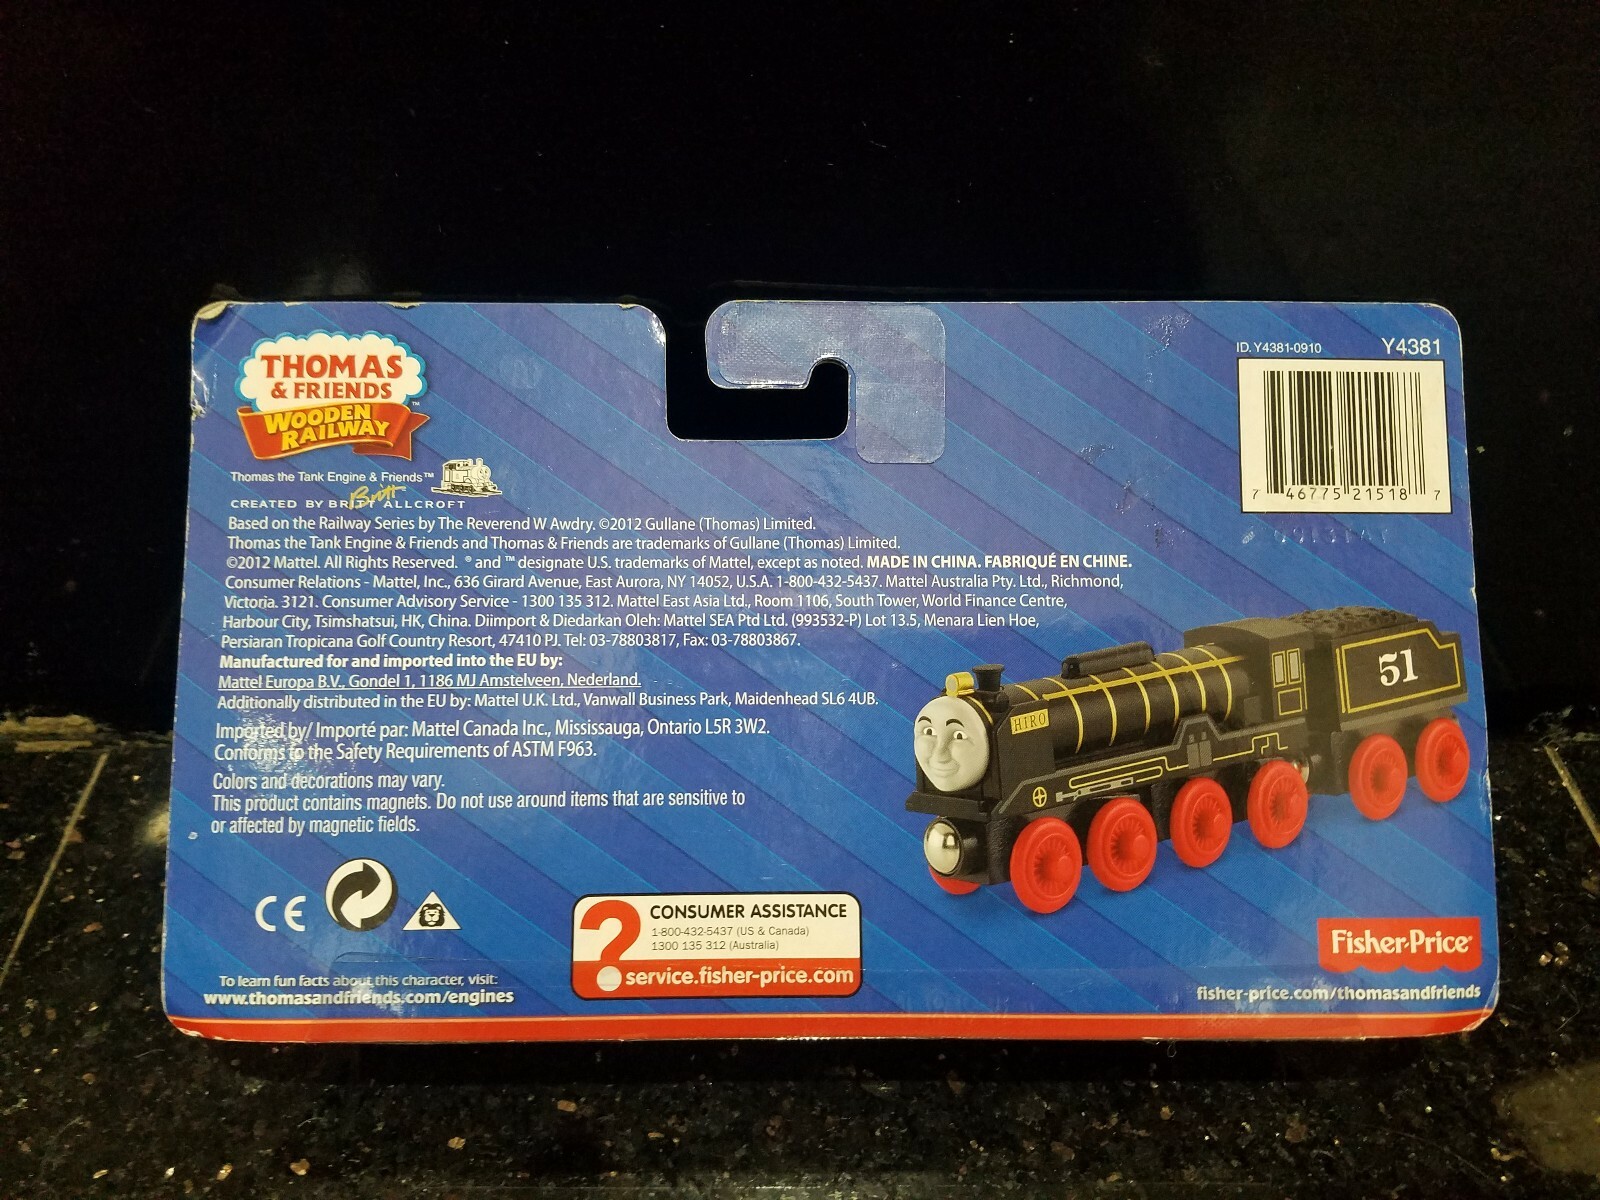 THOMAS
& FRIENDS
WOODEN
RAILWAY™
Thomas the Tank Engine & Friends™
CREATED BY BRITT ALLCROFT
Britt
Based on the Railway Series by The Reverend W Awdry. ©2012 Gullane (Thomas) Limited.
Thomas the Tank Engine & Friends and Thomas & Friends are trademarks of Gullane (Thomas) Limited.
©2012 Mattel. All Rights Reserved. ® and ™ designate U.S. trademarks of Mattel, except as noted. MADE IN CHINA. FABRIQUÉ EN CHINE.
Consumer Relations - Mattel, Inc., 636 Girard Avenue, East Aurora, NY 14052, U.S.A. 1-800-432-5437. Mattel Australia Pty. Ltd., Richmond,
Victoria. 3121. Consumer Advisory Service - 1300 135 312. Mattel East Asia Ltd., Room 1106, South Tower, World Finance Centre,
Harbour City, Tsimshatsui, HK, China. Diimport & Diedarkan Oleh: Mattel SEA Ptd Ltd. (993532-P) Lot 13.5, Menara Lien Hoe,
Persiaran Tropicana Golf Country Resort, 47410 PJ. Tel: 03-78803817, Fax: 03-78803867.
Manufactured for and imported into the EU by:
Mattel Europa B.V., Gondel 1, 1186 MJ Amstelveen, Nederland.
Additionally distributed in the EU by: Mattel U.K. Ltd., Vanwall Business Park, Maidenhead SL6 4UB.
Imported by/ Importé par: Mattel Canada Inc., Mississauga, Ontario L5R 3W2.
Conforms to the Safety Requirements of ASTM F963.
Colors and decorations may vary.
This product contains magnets. Do not use around items that are sensitive to
or affected by magnetic fields.
CE
To learn fun facts about this character, visit:
www.thomasandfriends.com/engines
?
CONSUMER ASSISTANCE
1-800-432-5437 (US & Canada)
1300 135 312 (Australia)
service.fisher-price.com
ID. Y4381-0910
Y4381
7 46775 21518 7
HIRO
51
Fisher-Price®
fisher-price.com/thomasandfriends